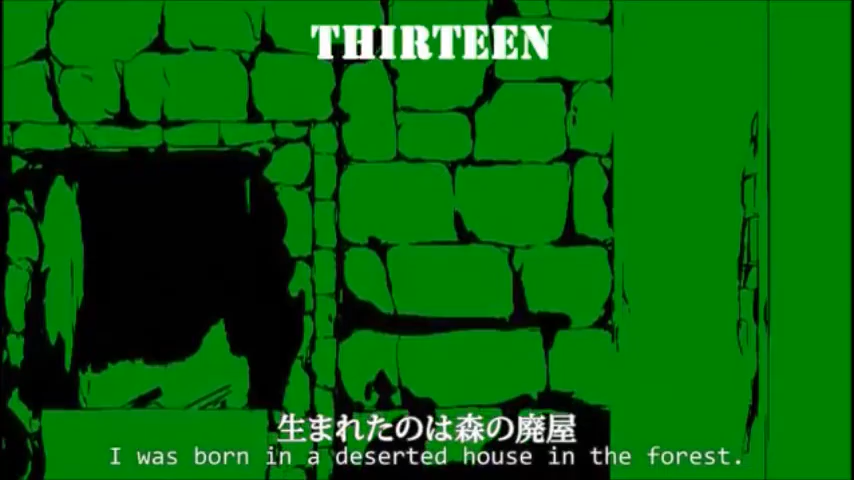 THIRTEEN
生まれたのは森の廃屋
I was born in a deserted house in the forest.